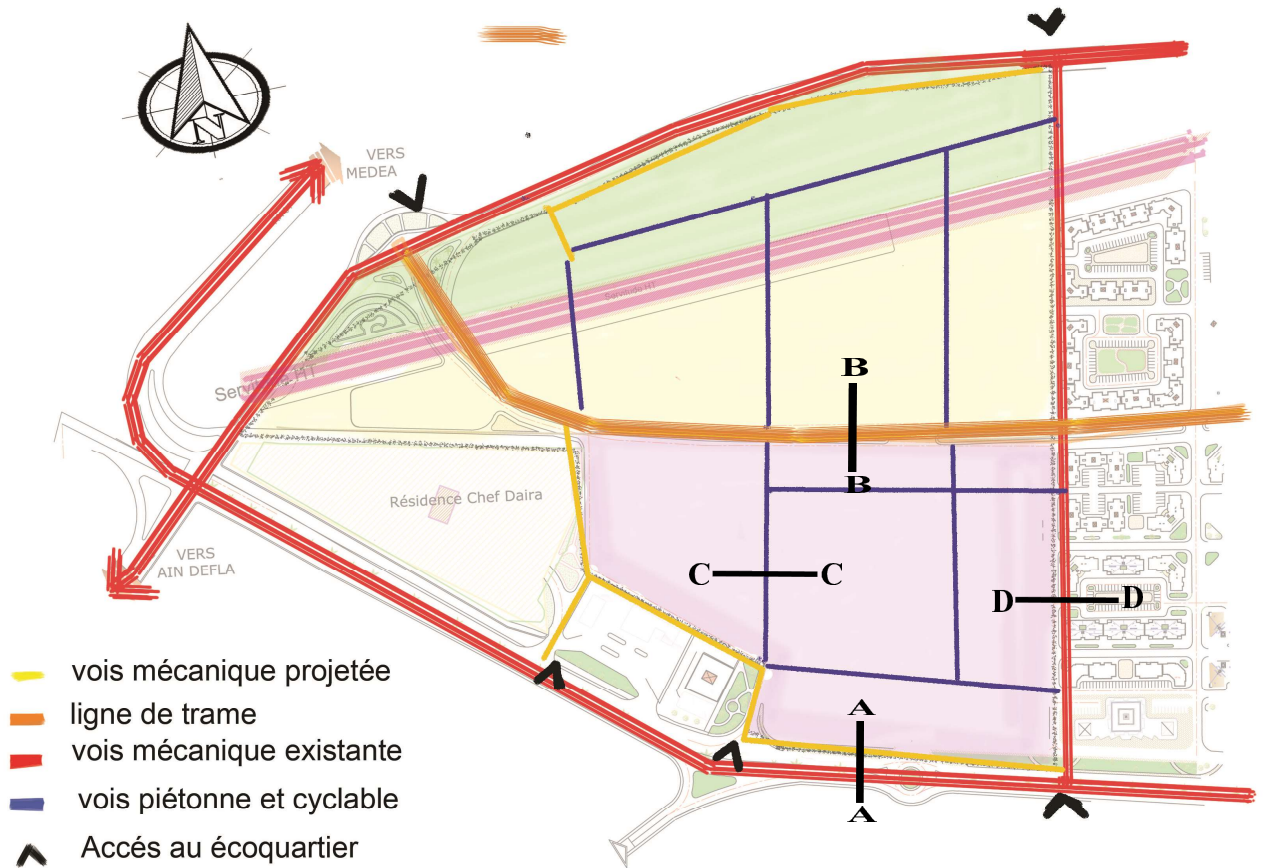 N
VERS
MEDEA
Servitude HT
Servitude HT
B
B
Résidence Chef Daira
VERS
AIN DEFLA
C C
D D
A
A
vois mécanique projetée
ligne de trame
vois mécanique existante
vois piétonne et cyclable
Accés au écoquartier